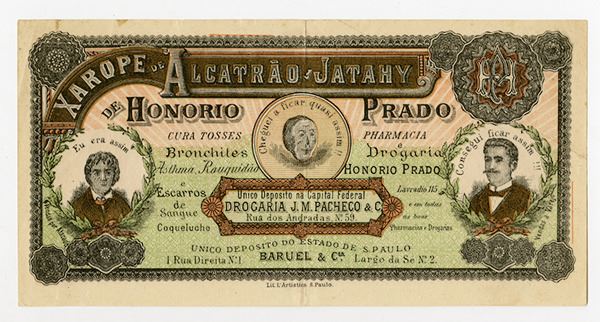 XAROPE DE ALCATRÃO E JATAHY
DE HONORIO PRADO
Eu era assim
Cheguei a ficar quasi assim!!
Consegui ficar assim!!!
CURA TOSSES
Bronchites
Asthma, Rouquidão
e
Escarros
de
Sangue
Coqueluche
PHARMACIA
e
Drogaria
HONORIO PRADO
Lavradio 115
e em todas
as boas
Pharmacias e Drogarias
Unico Deposito na Capital Federal
DROGARIA J. M. PACHECO & C.
Rua dos Andradas, Nº 59.
UNICO DEPOSITO DO ESTADO DE S. PAULO
1 Rua Direita Nº 1 BARUEL & Cia Largo da Sé Nº 2.
Lit. L'Artistica S. Paulo.